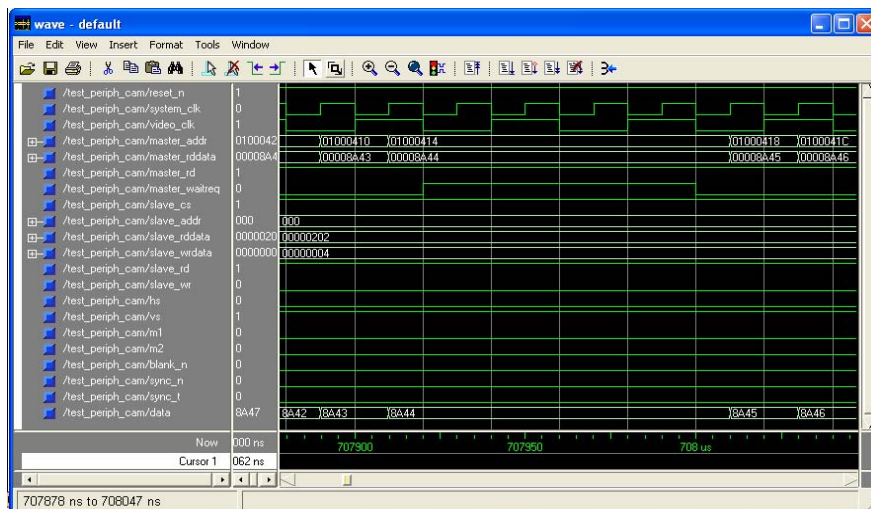 wave - default
File Edit View Insert Format Tools Window
/test_periph_cam/reset_n 1
/test_periph_cam/system_clk 0
/test_periph_cam/video_clk 1
/test_periph_cam/master_addr 0100042 01000410 01000414 01000418 0100041C
/test_periph_cam/master_rddata 00008A4 00008A43 00008A44 00008A45 00008A46
/test_periph_cam/master_rd 1
/test_periph_cam/master_waitreq 0
/test_periph_cam/slave_cs 1
/test_periph_cam/slave_addr 000 000
/test_periph_cam/slave_rddata 0000020 00000202
/test_periph_cam/slave_wrdata 0000000 00000004
/test_periph_cam/slave_rd 1
/test_periph_cam/slave_wr 0
/test_periph_cam/hs 0
/test_periph_cam/vs 1
/test_periph_cam/m1 0
/test_periph_cam/m2 0
/test_periph_cam/blank_n 0
/test_periph_cam/sync_n 0
/test_periph_cam/sync_t 0
/test_periph_cam/data 8A47 8A42 8A43 8A44 8A45 8A46
Now 000 ns 707900 707950 708 us
Cursor 1 062 ns
707878 ns to 708047 ns